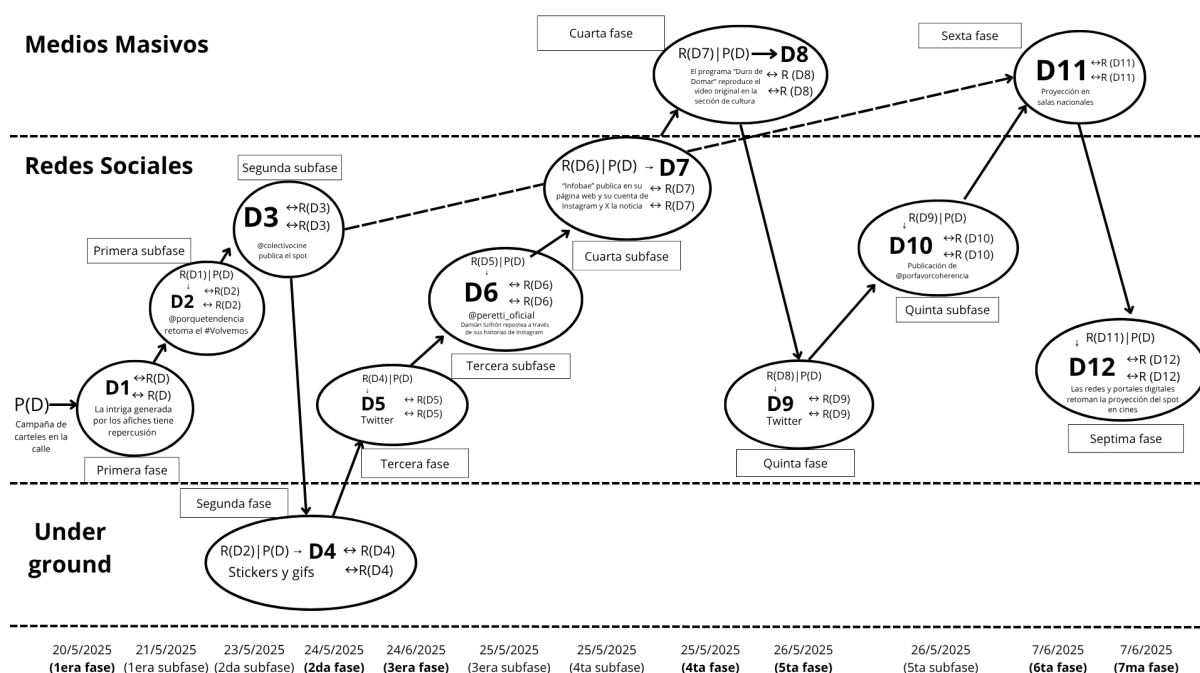 Medios Masivos
Cuarta fase
R(D7)|P(D) → D8
El programa "Duro de
Domar" reproduce el
video original en la
sección de cultura
↔ R (D8)
↔R (D8)
Sexta fase
D11
↔R (D11)
↔R (D11)
Proyección en
salas nacionales
Redes Sociales
Segunda subfase
D3
↔R(D3)
↔R(D3)
@colectivocine
publica el spot
R(D6)|P(D) → D7
"Infobae" publica en su
página web y su cuenta de
Instagram y X la noticia
↔ R(D7)
↔ R(D7)
Cuarta subfase
Primera subfase
R(D1)|P(D)
↓
D2
↔R(D2)
↔ R(D2)
@porquetendencia
retoma el #Volvemos
R(D5)|P(D)
↓
D6
↔ R(D6)
↔ R(D6)
@peretti_oficial
Damián Szifrón repostea a través
de sus historias de Instagram
Tercera subfase
↓R(D9)|P(D)
D10
↔R (D10)
↔R (D10)
Publicación de
@porfavorcoherencia
Quinta subfase
P(D)
Campaña de
carteles en la
calle
D1
↔R(D)
↔ R(D)
La intriga generada
por los afiches tiene
repercusión
Primera fase
R(D4)|P(D)
↓
D5
↔ R(D5)
↔ R(D5)
Twitter
Tercera fase
R(D8)|P(D)
↓
D9
↔ R(D9)
↔ R(D9)
Twitter
Quinta fase
↓ R(D11)|P(D)
D12
↔R (D12)
↔R (D12)
Las redes y portales digitales
retoman la proyección del spot
en cines
Septima fase
Under
ground
Segunda fase
R(D2)|P(D) → D4 ↔ R(D4)
Stickers y gifs
↔R(D4)
20/5/2025
(1era fase)
21/5/2025
(1era subfase)
23/5/2025
(2da subfase)
24/5/2025
(2da fase)
24/6/2025
(3era fase)
25/5/2025
(3era subfase)
25/5/2025
(4ta subfase)
25/5/2025
(4ta fase)
26/5/2025
(5ta fase)
26/5/2025
(5ta subfase)
7/6/2025
(6ta fase)
7/6/2025
(7ma fase)